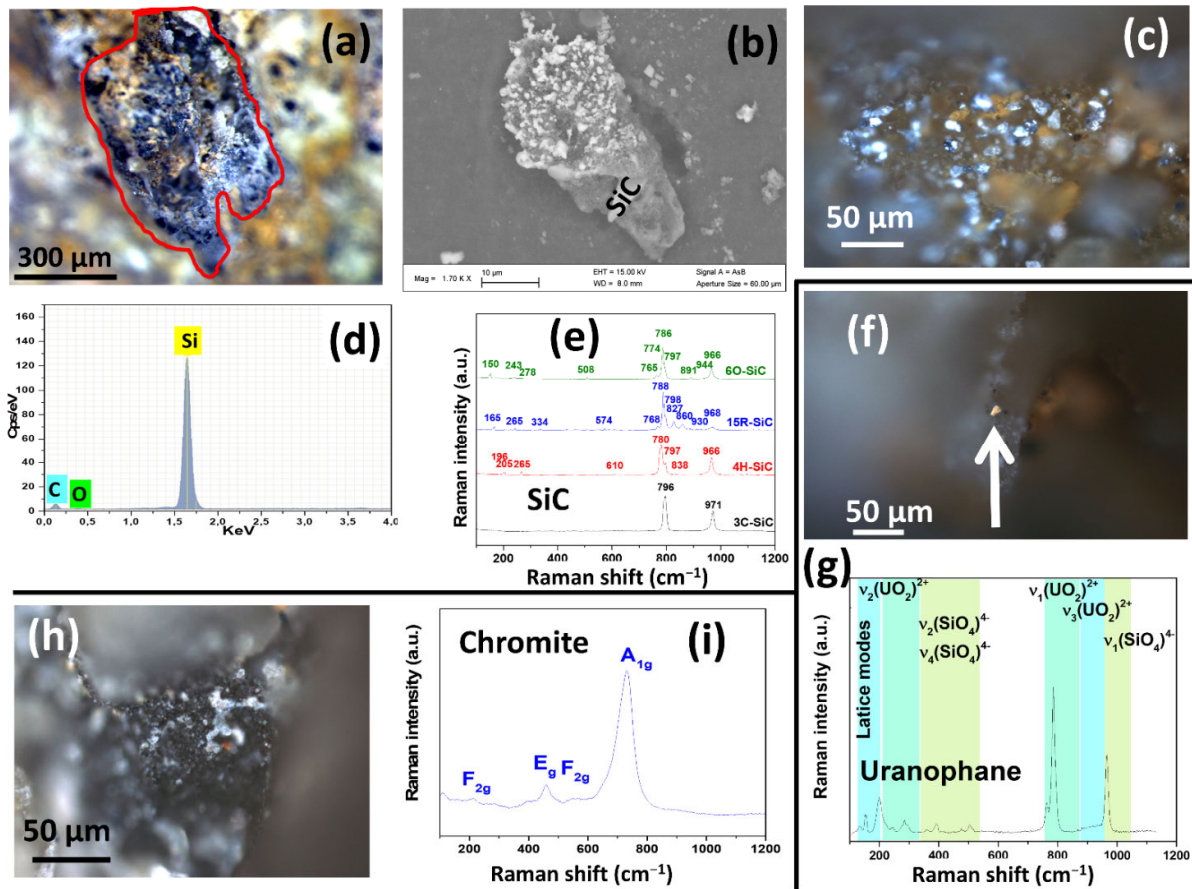 (a)
300 µm
(b)
SiC
Mag = 1.70 K X
10 µm
EHT = 15.00 kV
WD = 8.0 mm
Signal A = AsB
Aperture Size = 60.00 µm
(c)
50 µm
(d)
Cps/eV
160
140
120
100
80
60
40
20
0
Si
C
O
0,0 0,5 1,0 1,5 2,0 2,5 3,0 3,5 4,0
KeV
(e)
Raman intensity (a.u.)
786
774 797
150 243 278 508 765 891 944 966
6O-SiC
788
798
827
165 265 334 574 768 860 930 968
15R-SiC
780
196 205 265 610 797 838 966
4H-SiC
SiC
796
971
3C-SiC
200 400 600 800 1000 1200
Raman shift (cm⁻¹)
(f)
50 µm
(g)
ν₂(UO₂)²⁺
ν₁(UO₂)²⁺
ν₃(UO₂)²⁺
ν₂(SiO₄)⁴⁻
ν₄(SiO₄)⁴⁻
ν₁(SiO₄)⁴⁻
Latice modes
Uranophane
Raman intensity (a.u.)
200 400 600 800 1000 1200
Raman shift (cm⁻¹)
(h)
50 µm
(i)
Chromite
Raman intensity (a.u.)
A₁g
F₂g
Eg
F₂g
200 400 600 800 1000 1200
Raman shift (cm⁻¹)